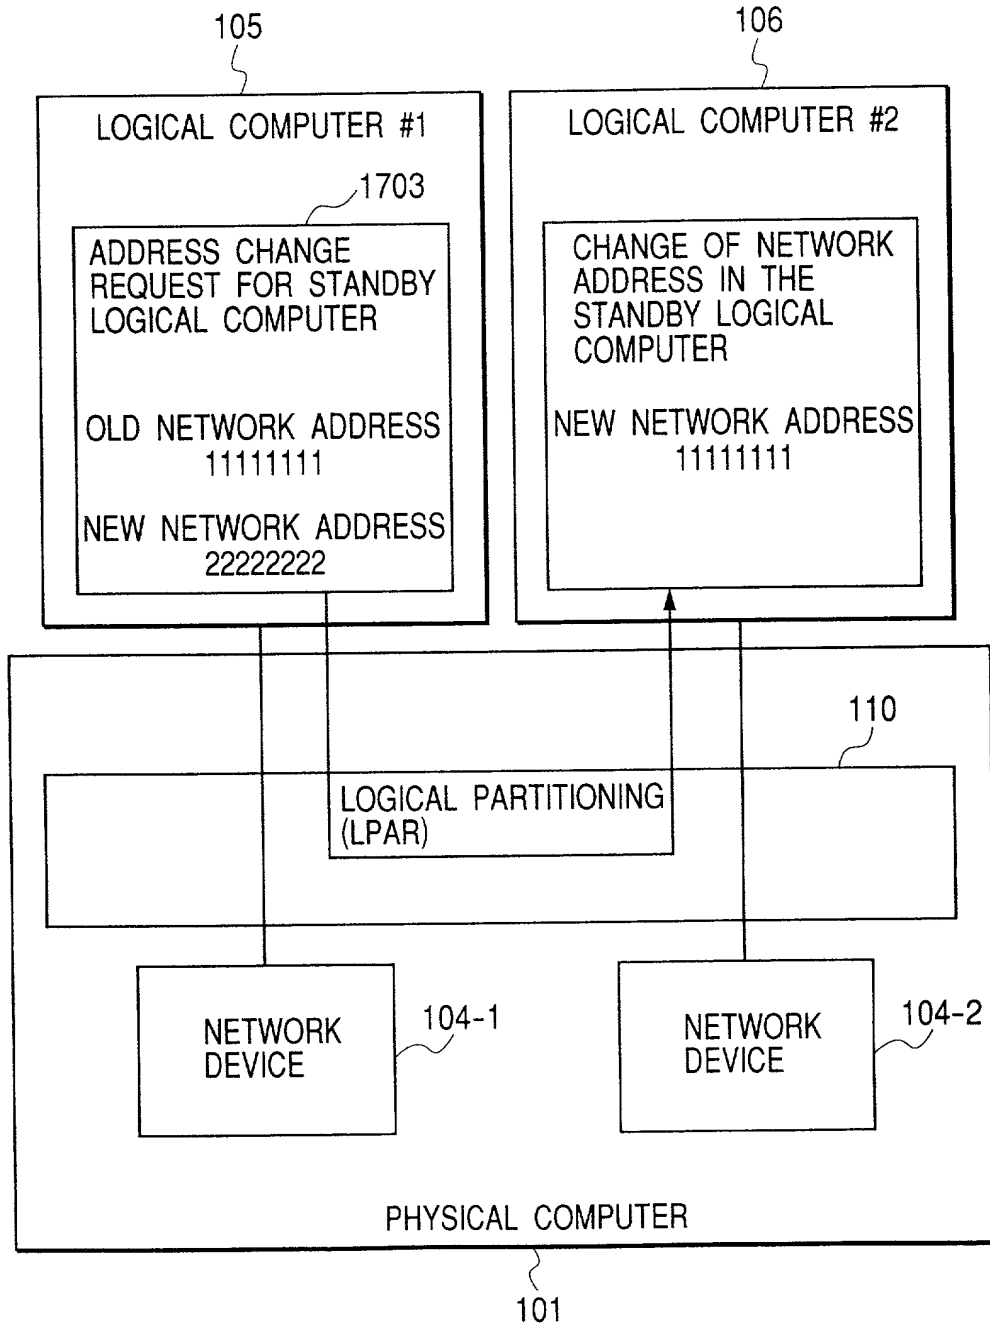 105
106
LOGICAL COMPUTER #1
LOGICAL COMPUTER #2
1703
ADDRESS CHANGE
REQUEST FOR STANDBY
LOGICAL COMPUTER
OLD NETWORK ADDRESS
11111111
NEW NETWORK ADDRESS
22222222
CHANGE OF NETWORK
ADDRESS IN THE
STANDBY LOGICAL
COMPUTER
NEW NETWORK ADDRESS
11111111
110
LOGICAL PARTITIONING
(LPAR)
NETWORK
DEVICE
104-1
NETWORK
DEVICE
104-2
PHYSICAL COMPUTER
101